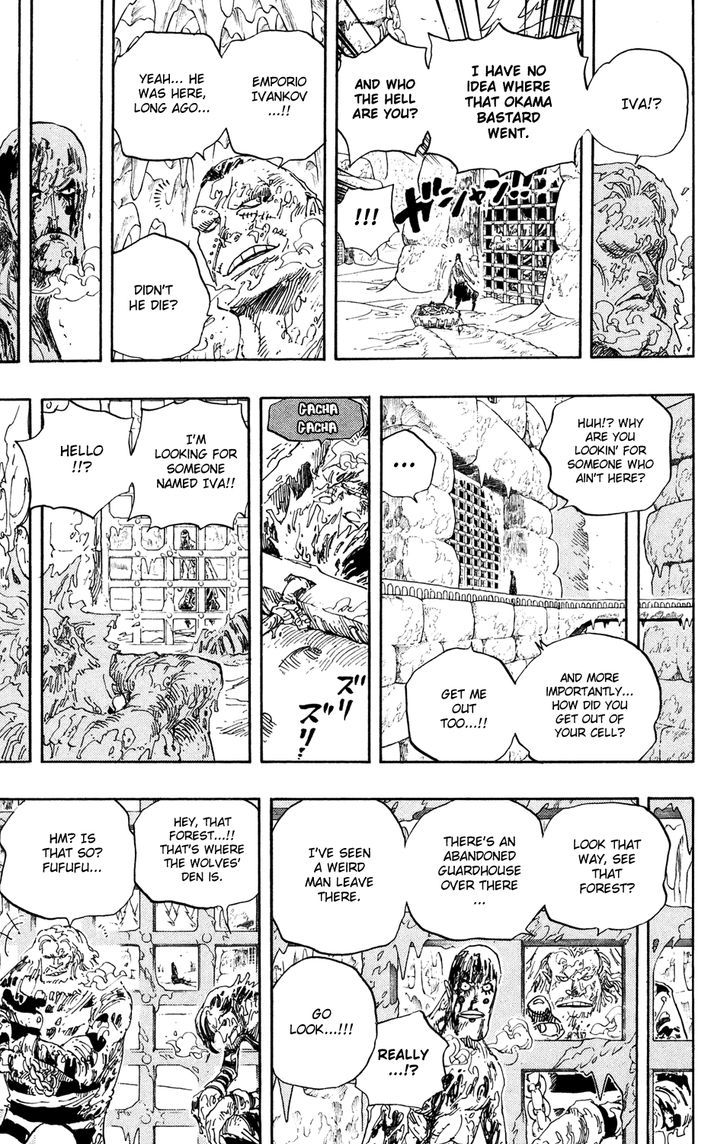 IVA!?
I HAVE NO
IDEA WHERE
THAT OKAMA
BASTARD
WENT.
AND WHO
THE HELL
ARE YOU?
ガシャン!!
!!!
EMPORIO
IVANKOV
...!!
YEAH... HE
WAS HERE,
LONG AGO...
DIDN'T
HE DIE?
HUH!? WHY
ARE YOU
LOOKIN' FOR
SOMEONE WHO
AIN'T HERE?
...
AND MORE
IMPORTANTLY...
HOW DID YOU
GET OUT OF
YOUR CELL?
GET ME
OUT
TOO...!!
GACHA
GACHA
ズリ
ズリ
I'M
LOOKING FOR
SOMEONE
NAMED IVA!!
HELLO
!!?
LOOK THAT
WAY, SEE
THAT
FOREST?
THERE'S AN
ABANDONED
GUARDHOUSE
OVER THERE
...
I'VE SEEN
A WEIRD
MAN LEAVE
THERE.
GO
LOOK...!!!
REALLY
...!?
HEY, THAT
FOREST...!!
THAT'S WHERE
THE WOLVES'
DEN IS.
HM? IS
THAT SO?
FUFUFU...